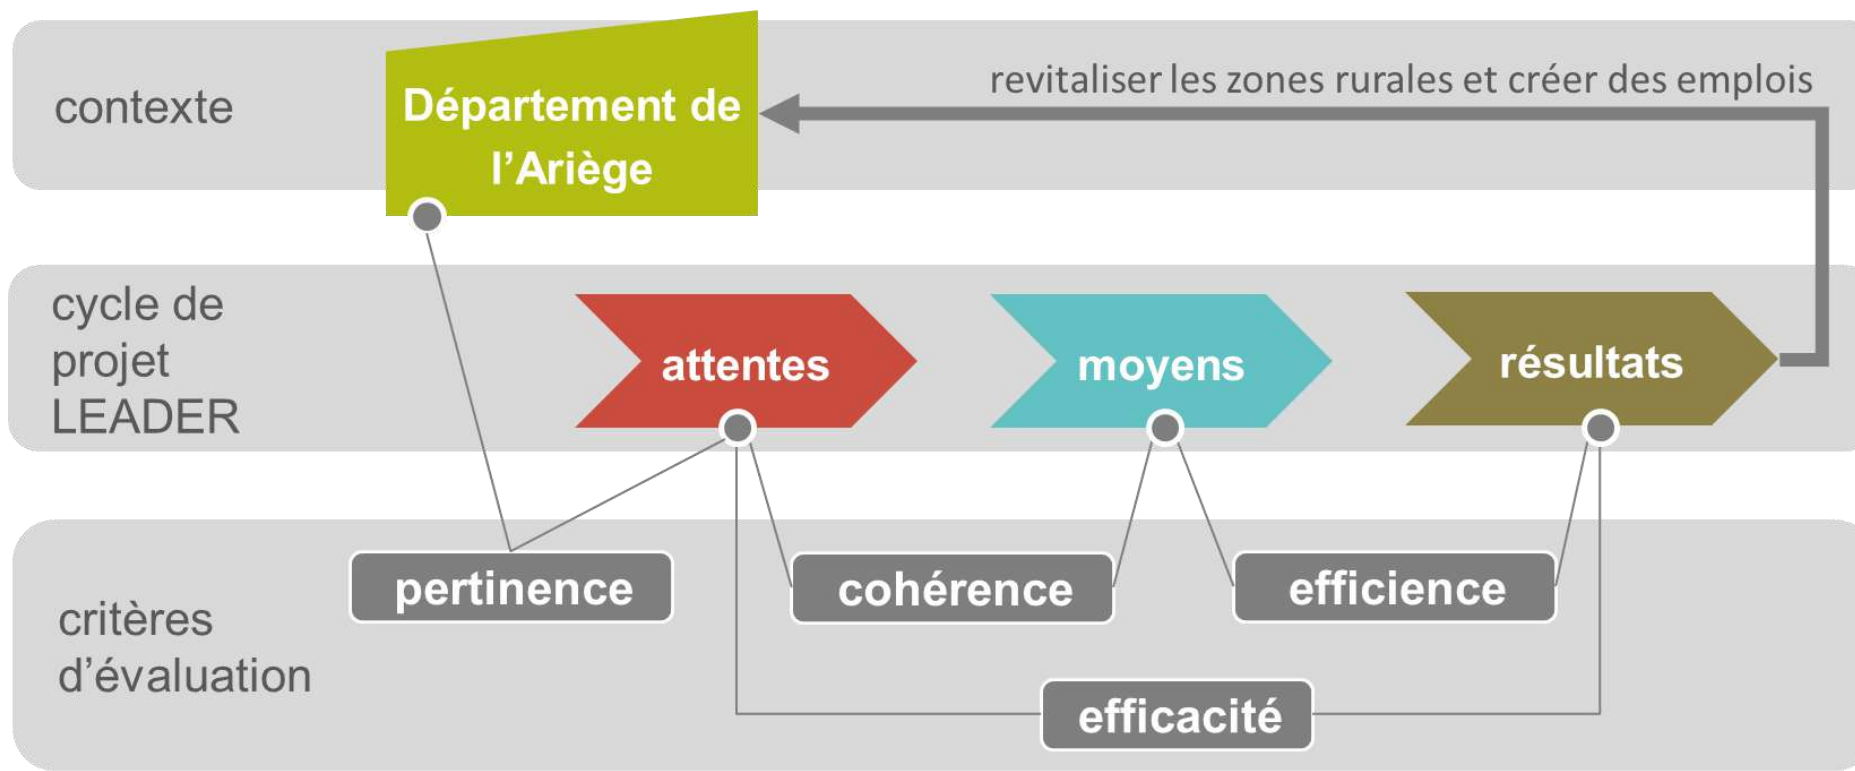 contexte
Département de
l’Ariège
revitaliser les zones rurales et créer des emplois
cycle de
projet
LEADER
attentes
moyens
résultats
critères
d’évaluation
pertinence
cohérence
efficience
efficacité